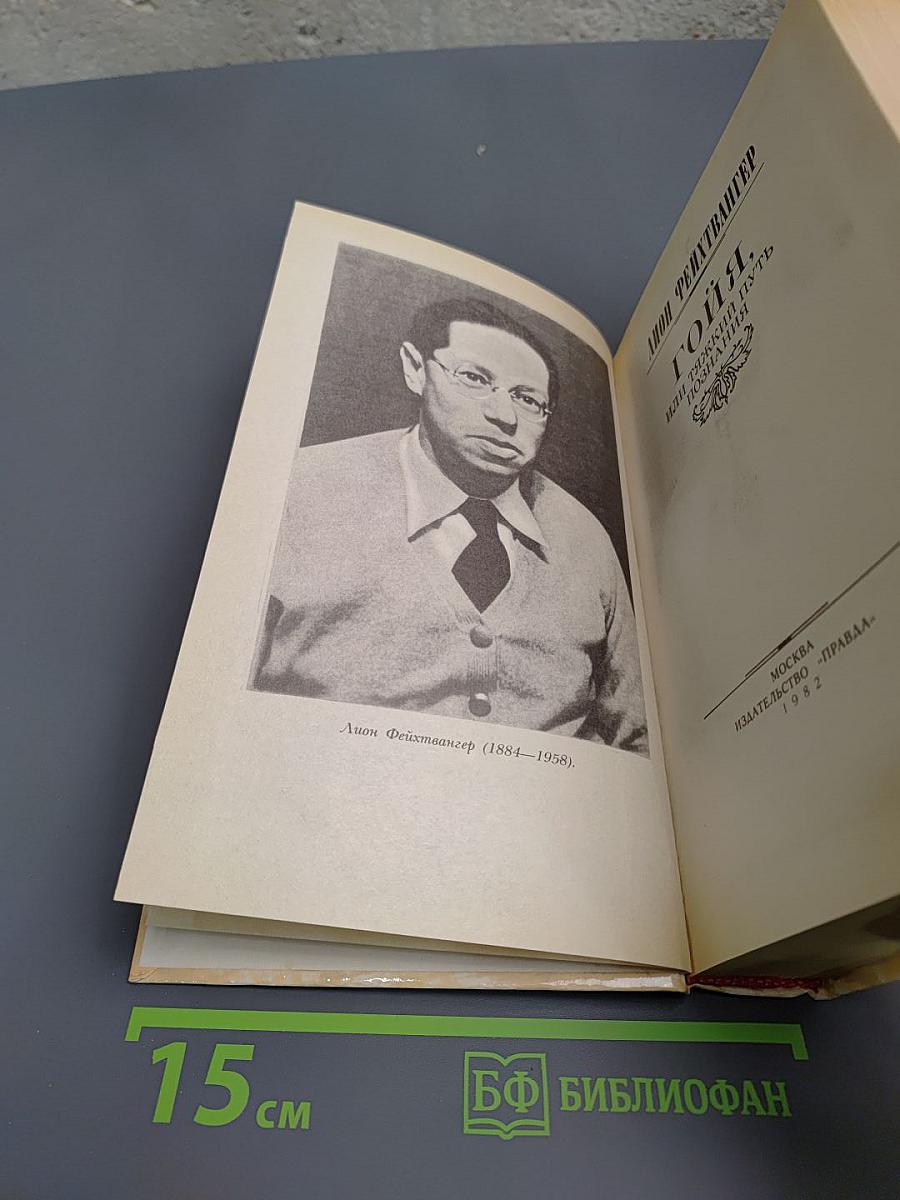 Лион Фейхтвангер (1884—1958).
ЛИОН ФЕЙХТВАНГЕР
ГОЙЯ,
ИЛИ ТЯЖКИЙ ПУТЬ
ПОЗНАНИЯ
МОСКВА
ИЗДАТЕЛЬСТВО «ПРАВДА»
1982
15 см
БФ БИБЛИОФАН